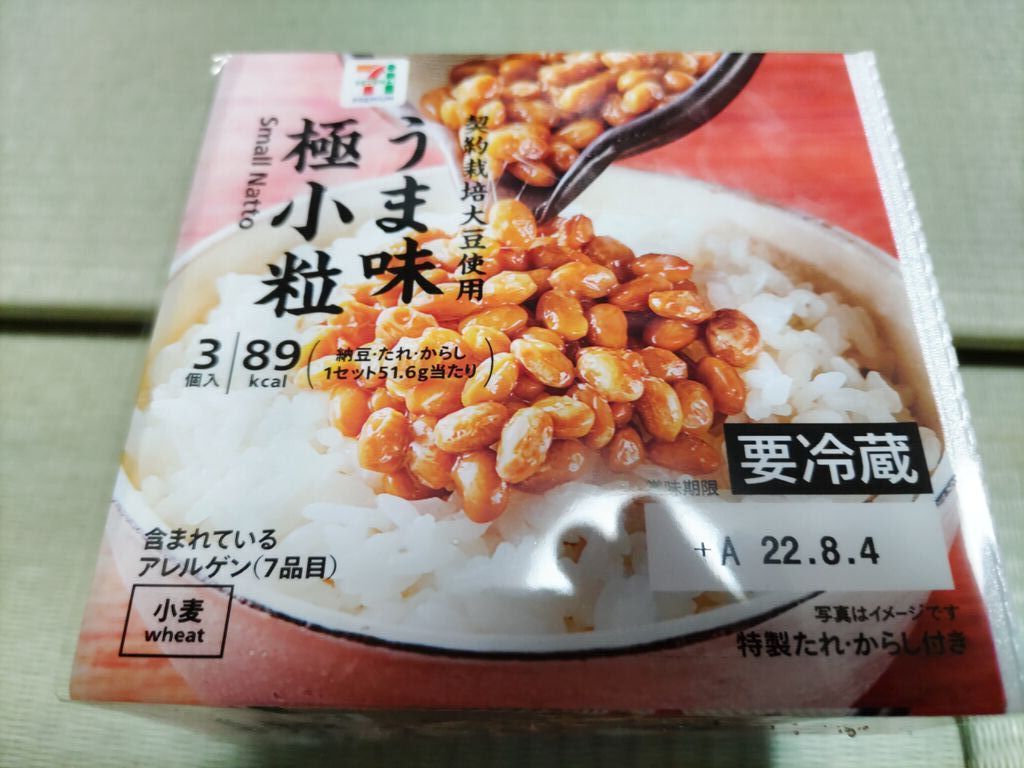 契約栽培大豆使用
うま味
極小粒
Small Natto
3
個入
89
kcal
納豆・たれ・からし
1セット51.6g当たり
要冷蔵
賞味期限
+A 22.8.4
含まれている
アレルゲン(7品目)
小麦
wheat
写真はイメージです
特製たれ・からし付き